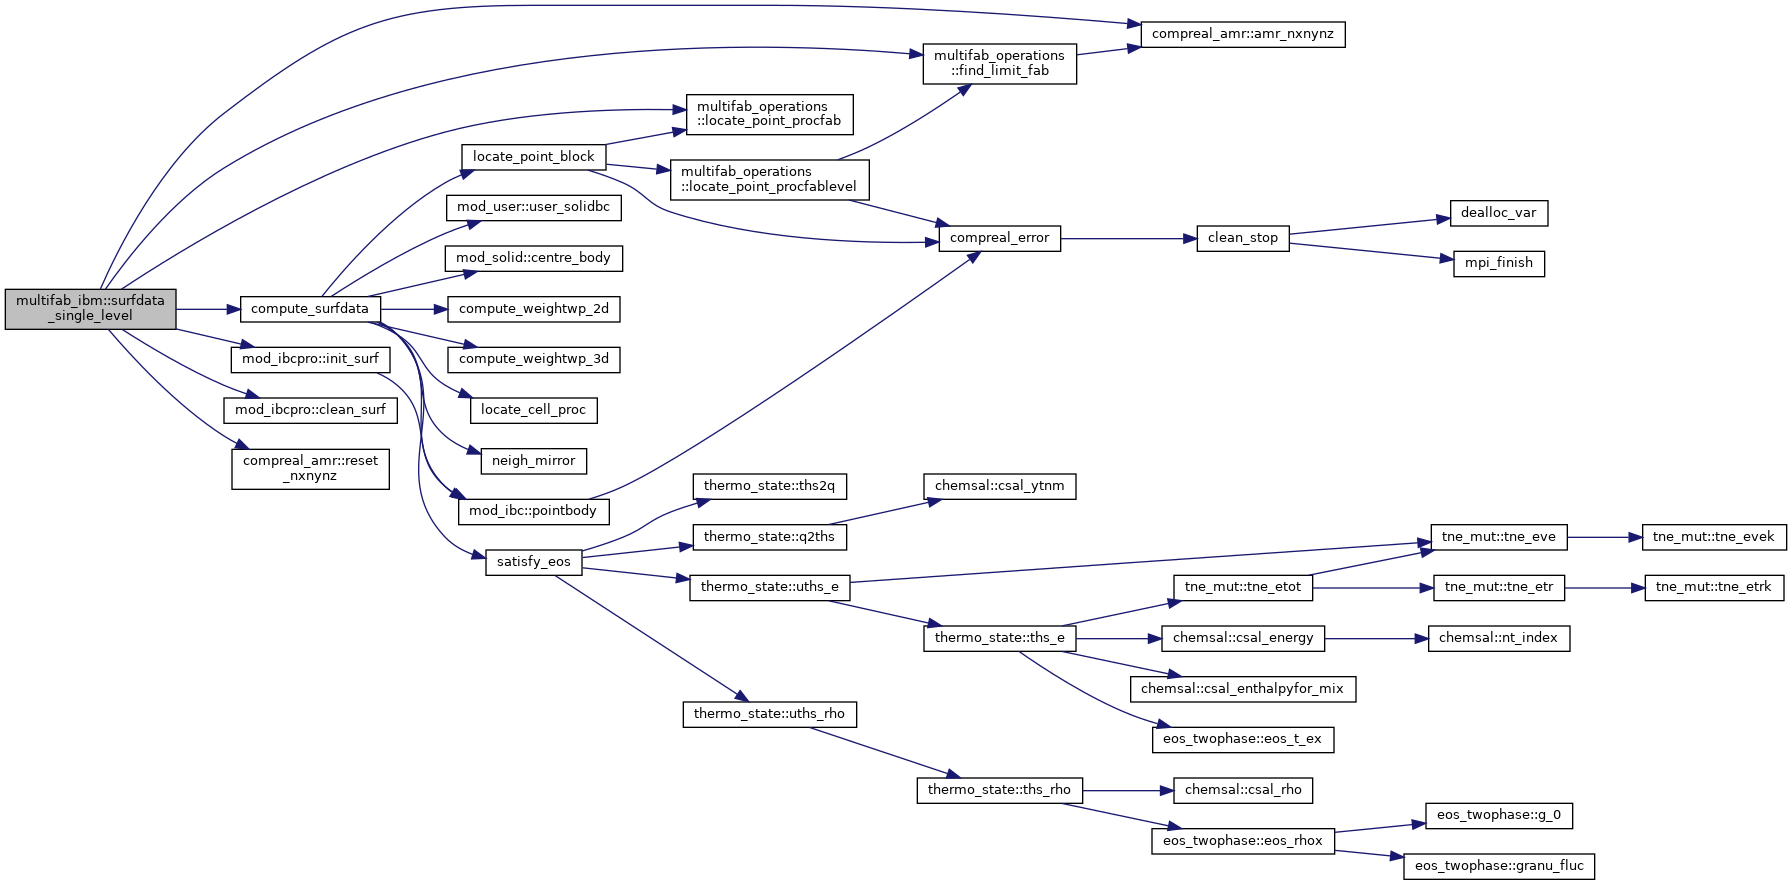 multifab_ibm::surfdata
_single_level
compute_surfdata
mod_ibcpro::init_surf
mod_ibcpro::clean_surf
compreal_amr::reset
_nxnynz
locate_point_block
mod_user::user_solidbc
mod_solid::centre_body
compute_weightwp_2d
compute_weightwp_3d
locate_cell_proc
neigh_mirror
mod_ibc::pointbody
satisfy_eos
multifab_operations
::locate_point_procfab
multifab_operations
::locate_point_procfablevel
thermo_state::ths2q
thermo_state::q2ths
thermo_state::uths_e
thermo_state::uths_rho
multifab_operations
::find_limit_fab
compreal_error
chemsal::csal_ytnm
thermo_state::ths_e
thermo_state::ths_rho
compreal_amr::amr_nxnynz
clean_stop
tne_mut::tne_etot
chemsal::csal_energy
chemsal::csal_enthalpyfor_mix
eos_twophase::eos_t_ex
chemsal::csal_rho
eos_twophase::eos_rhox
dealloc_var
mpi_finish
tne_mut::tne_eve
tne_mut::tne_etr
chemsal::nt_index
eos_twophase::g_0
eos_twophase::granu_fluc
tne_mut::tne_evek
tne_mut::tne_etrk